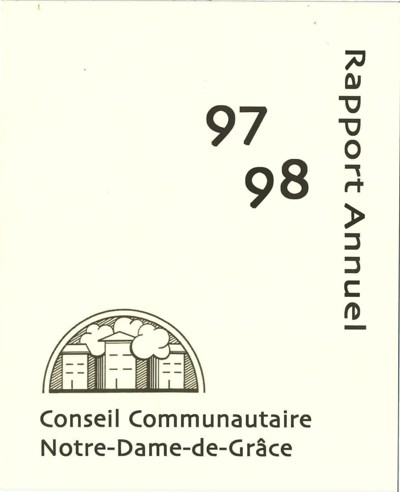 Rapport Annuel
97
98
Conseil Communautaire
Notre-Dame-de-Grâce